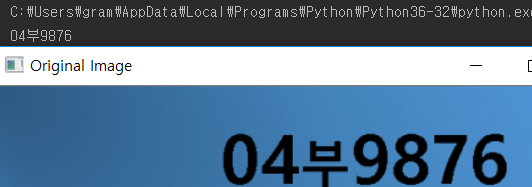 C:₩Users₩gram₩AppData₩Local₩Programs₩Python₩Python36-32₩python.exe
04부9876
Original Image
04부9876